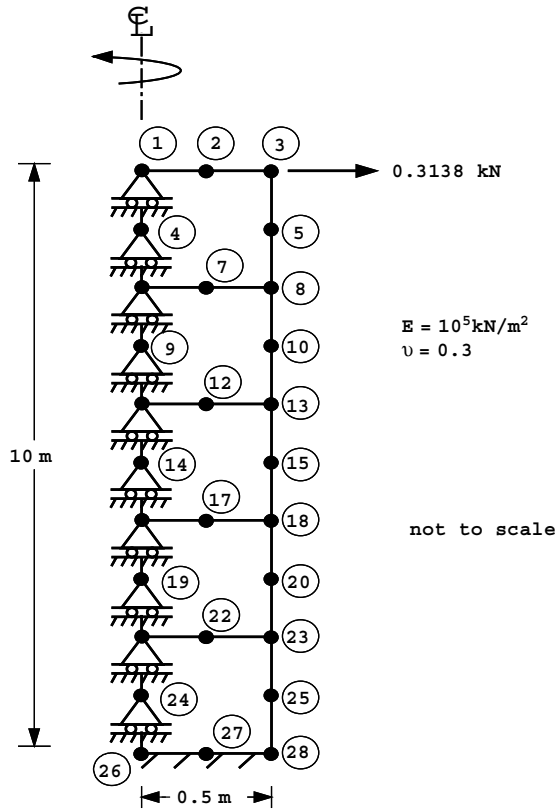 ℄
1 2 3
0.3138 kN
4 5
7 8
E = 10⁵kN/m²
υ = 0.3
9 10
12 13
10 m
14 15
17 18
not to scale
19 20
22 23
24 25
27
26 28
0.5 m